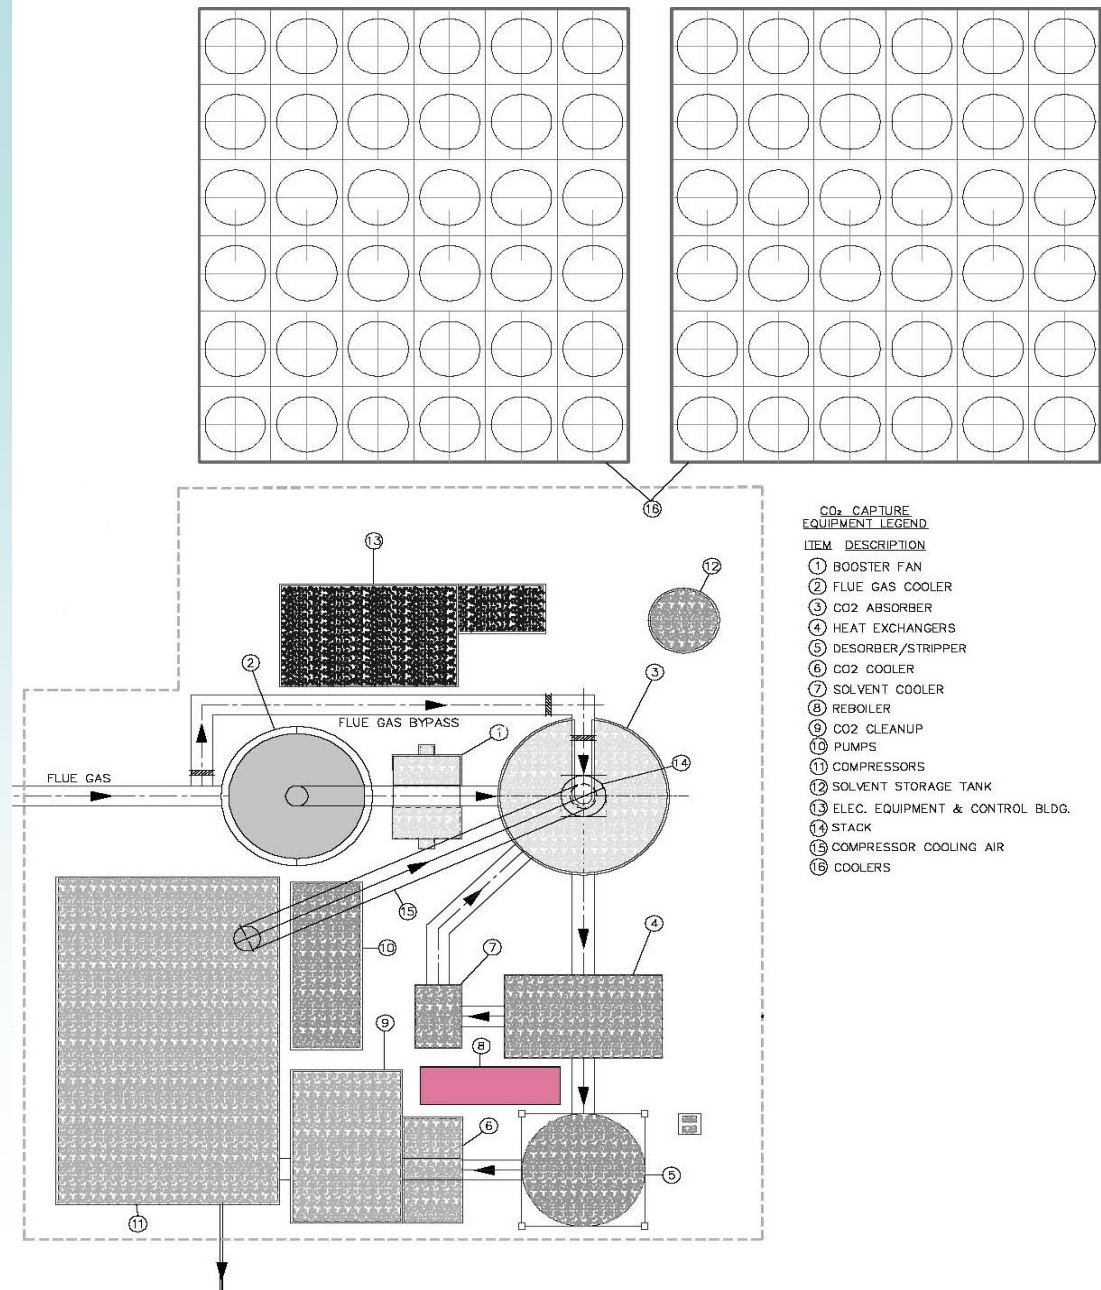 16
13
12
2
3
FLUE GAS BYPASS
1
14
FLUE GAS
15
10
7
4
9
8
6
5
11
CO₂ CAPTURE
EQUIPMENT LEGEND
ITEM DESCRIPTION
1 BOOSTER FAN
2 FLUE GAS COOLER
3 CO2 ABSORBER
4 HEAT EXCHANGERS
5 DESORBER/STRIPPER
6 CO2 COOLER
7 SOLVENT COOLER
8 REBOILER
9 CO2 CLEANUP
10 PUMPS
11 COMPRESSORS
12 SOLVENT STORAGE TANK
13 ELEC. EQUIPMENT & CONTROL BLDG.
14 STACK
15 COMPRESSOR COOLING AIR
16 COOLERS